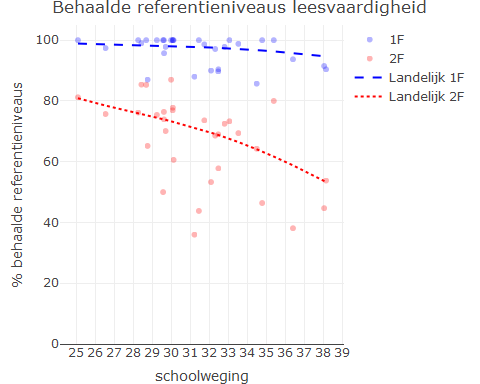 Behaalde referentieniveaus leesvaardigheid
1F
2F
Landelijk 1F
Landelijk 2F
% behaalde referentieniveaus
100
80
60
40
20
0
25 26 27 28 29 30 31 32 33 34 35 36 37 38 39
schoolweging